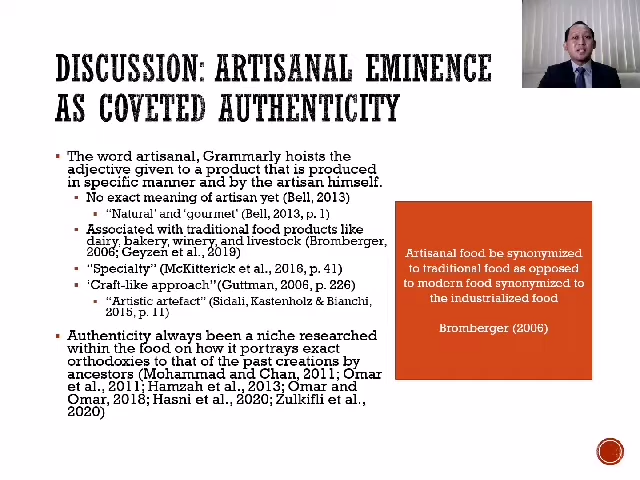 DISCUSSION: ARTISANAL EMINENCE
AS COVETED AUTHENTICITY
▪ The word artisanal, Grammarly hoists the
adjective given to a product that is produced
in specific manner and by the artisan himself.
▪ No exact meaning of artisan yet (Bell, 2013)
▪ "Natural' and 'gourmet' (Bell, 2013, p. 1)
▪ Associated with traditional food products like
dairy, bakery, winery, and livestock (Bromberger,
2006; Geyzen et al., 2019)
▪ "Specialty" (McKitterick et al., 2016, p. 41)
▪ 'Craft-like approach"(Guttman, 2006, p. 226)
▪ "Artistic artefact" (Sidali, Kastenholz & Bianchi,
2015, p. 11)
▪ Authenticity always been a niche researched
within the food on how it portrays exact
orthodoxies to that of the past creations by
ancestors (Mohammad and Chan, 2011; Omar
et al., 2011; Hamzah et al., 2013; Omar and
Omar, 2018; Hasni et al., 2020; Zulkifli et al.,
2020)
Artisanal food be synonymized
to traditional food as opposed
to modern food synonymized to
the industrialized food
Bromberger (2006)